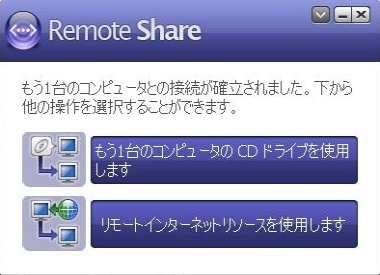 Remote Share
もう1台のコンピュータとの接続が確立されました。下から
他の操作を選択することができます。
もう1台のコンピュータの CD ドライブを使用
します
リモートインターネットリソースを使用します